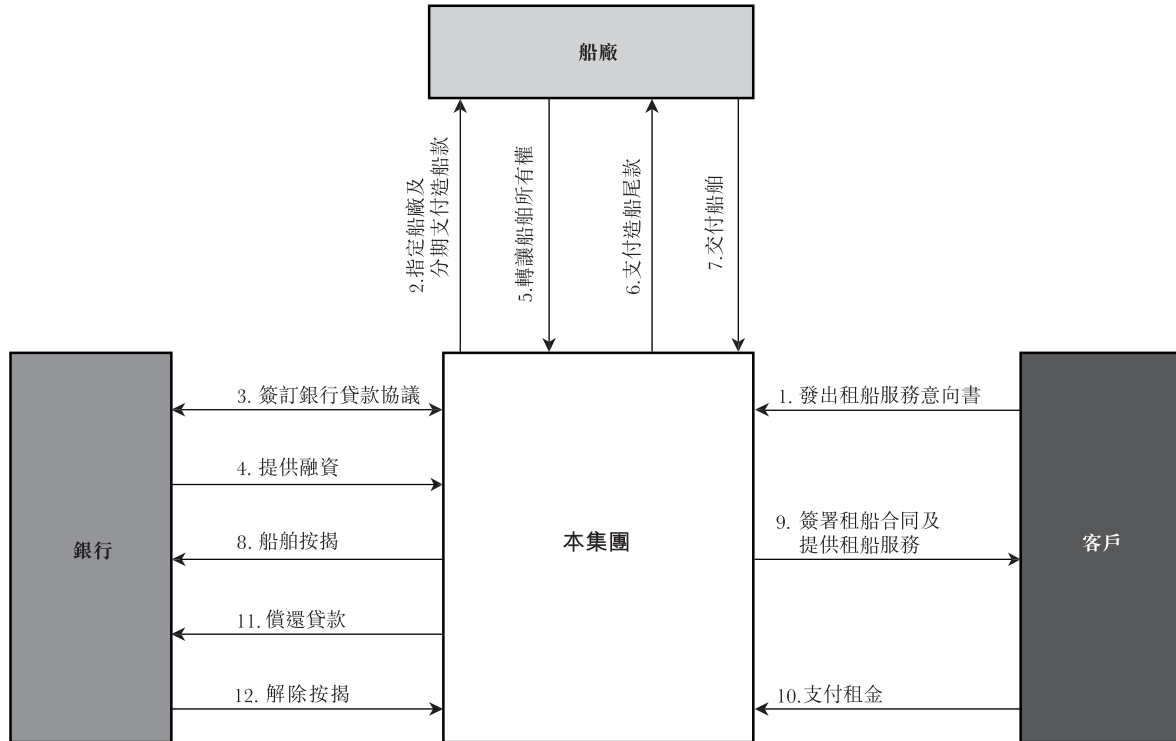 船廠
2.指定船廠及
分期支付造船款
5.轉讓船舶所有權
6.支付造船尾款
7.交付船舶
3. 簽訂銀行貸款協議
1. 發出租船服務意向書
4. 提供融資
9. 簽署租船合同及
提供租船服務
銀行
8. 船舶按揭
本集團
客戶
11. 償還貸款
12. 解除按揭
10.支付租金